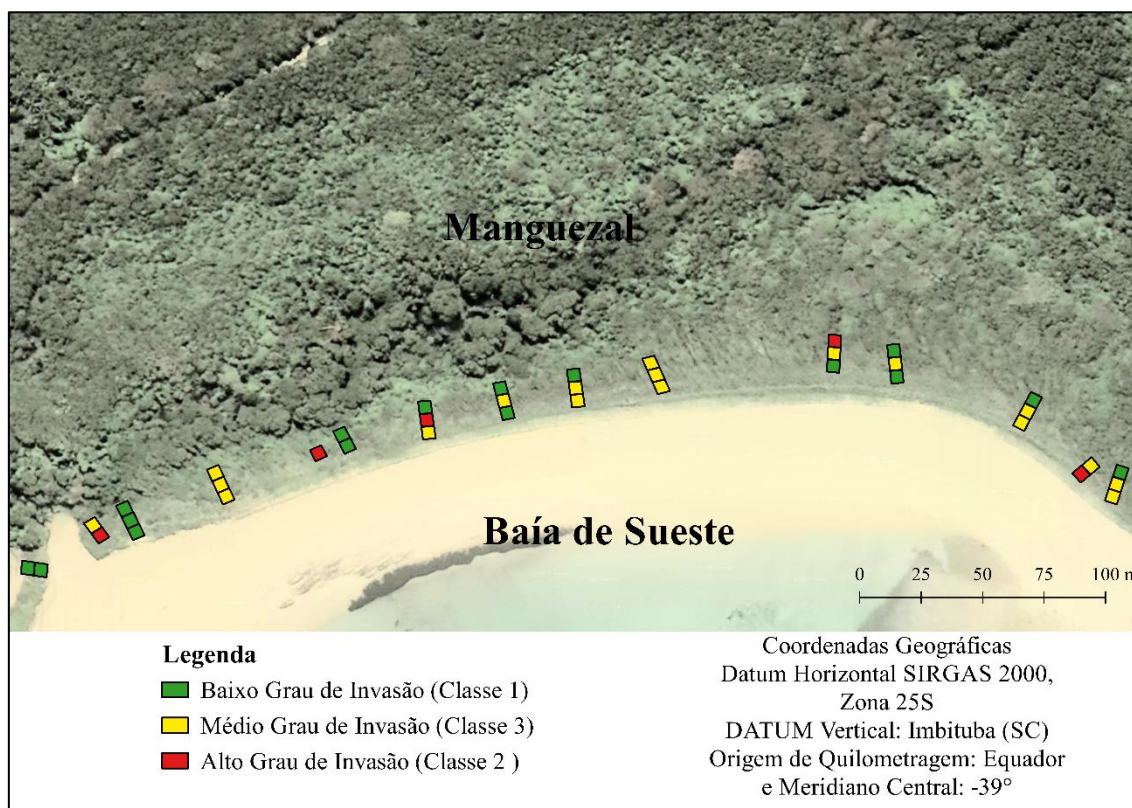 Manguezal
Baía de Sueste
0 25 50 75 100 m
Legenda
Baixo Grau de Invasão (Classe 1)
Médio Grau de Invasão (Classe 3)
Alto Grau de Invasão (Classe 2 )
Coordenadas Geográficas
Datum Horizontal SIRGAS 2000,
Zona 25S
DATUM Vertical: Imbituba (SC)
Origem de Quilometragem: Equador
e Meridiano Central: -39°